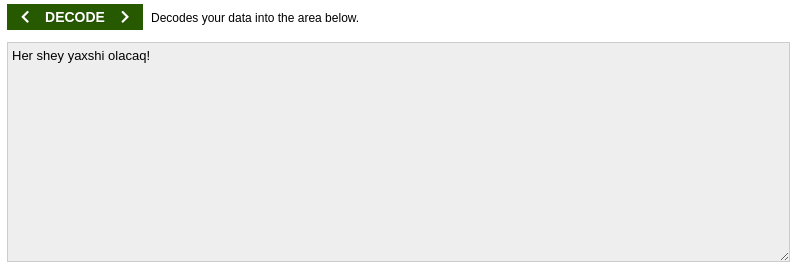 DECODE Decodes your data into the area below.
Her shey yaxshi olacaq!